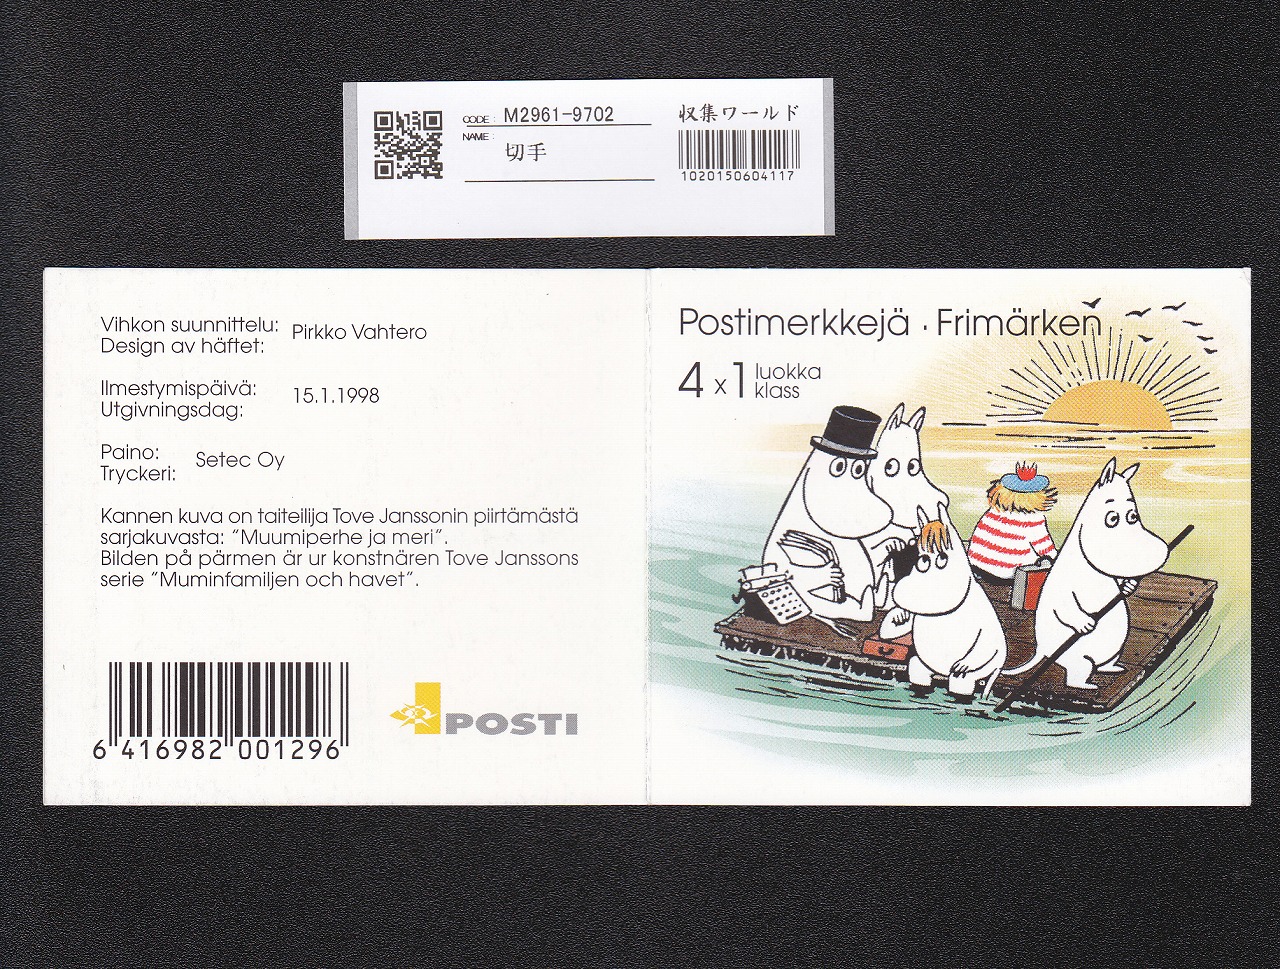 CODE : M2961-9702
NAME :
切手
収集ワールド
1020150604117
Vihkon suunnittelu: Pirkko Vahtero
Design av häftet:
Ilmestymispäivä: 15.1.1998
Utgivningsdag:
Paino: Setec Oy
Tryckeri:
Kannen kuva on taiteilija Tove Janssonin piirtämästä
sarjakuvasta: "Muumiperhe ja meri".
Bilden på pärmen är ur konstnären Tove Janssons
serie "Muminfamiljen och havet".
6 416982 001296
POSTI
Postimerkkejä · Frimärken
4 x 1 luokka
klass